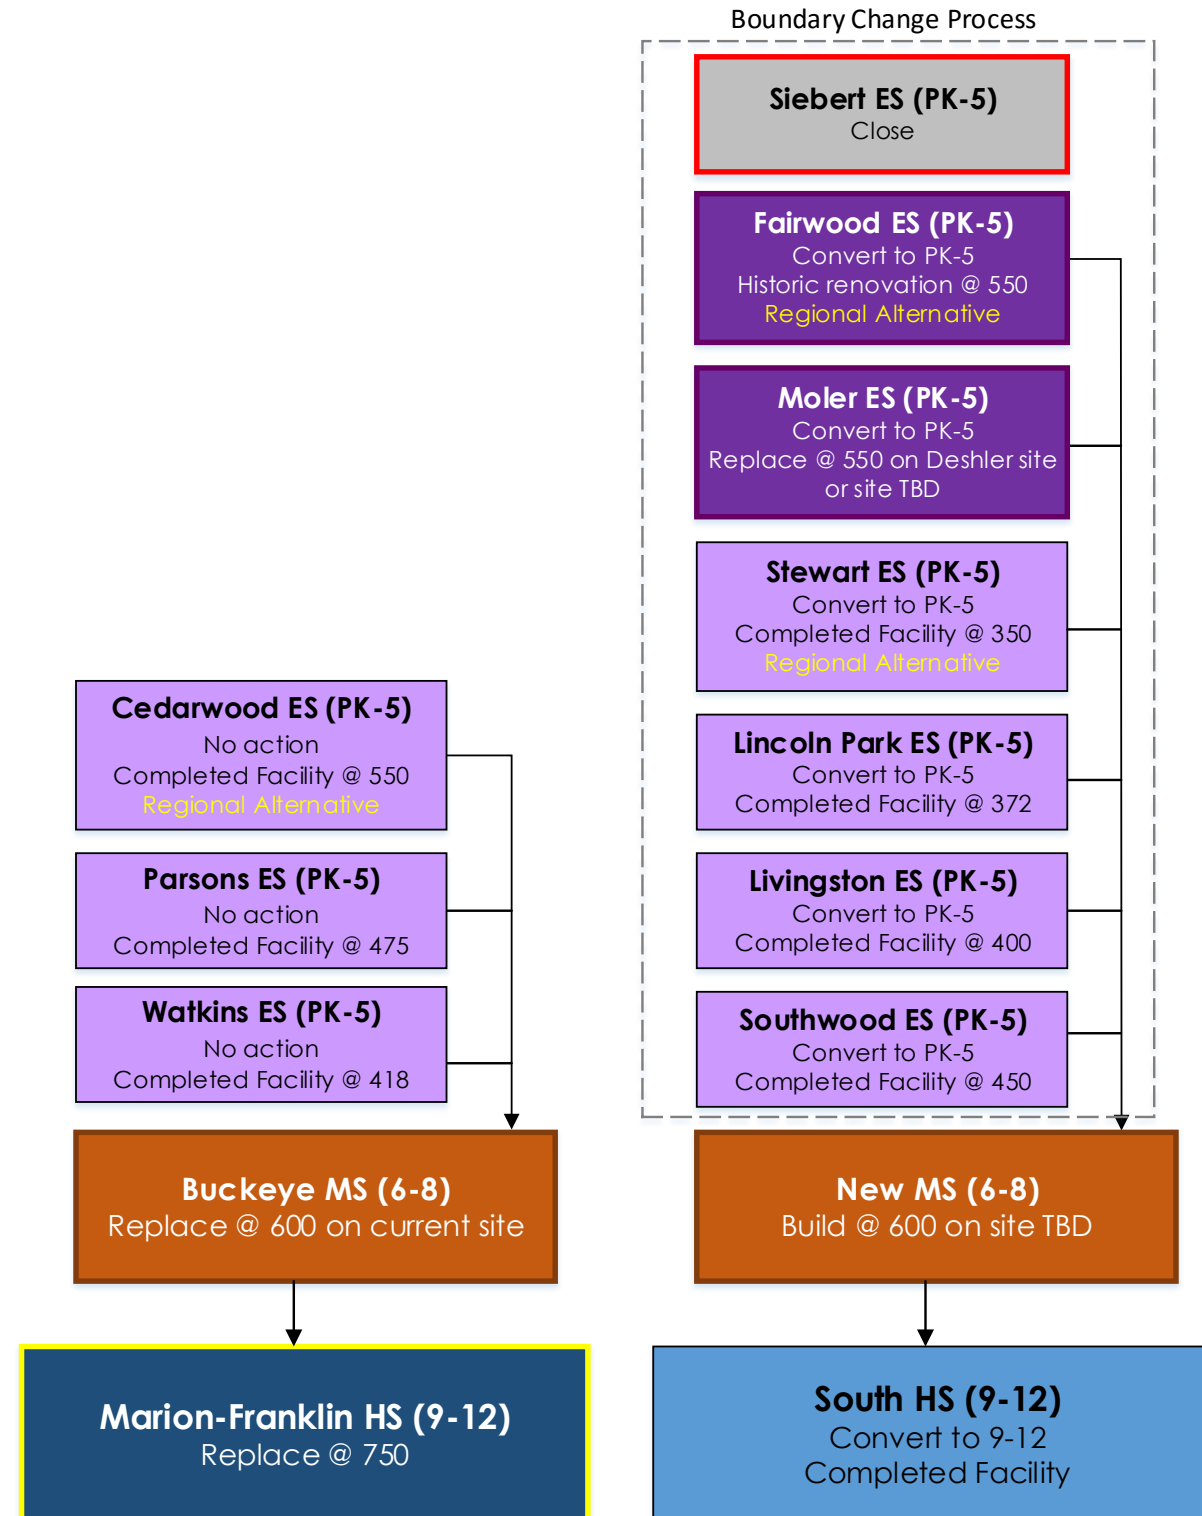 Boundary Change Process
Siebert ES (PK-5)
Close
Fairwood ES (PK-5)
Convert to PK-5
Historic renovation @ 550
Regional Alternative
Moler ES (PK-5)
Convert to PK-5
Replace @ 550 on Deshler site
or site TBD
Stewart ES (PK-5)
Convert to PK-5
Completed Facility @ 350
Regional Alternative
Lincoln Park ES (PK-5)
Convert to PK-5
Completed Facility @ 372
Livingston ES (PK-5)
Convert to PK-5
Completed Facility @ 400
Southwood ES (PK-5)
Convert to PK-5
Completed Facility @ 450
Cedarwood ES (PK-5)
No action
Completed Facility @ 550
Regional Alternative
Parsons ES (PK-5)
No action
Completed Facility @ 475
Watkins ES (PK-5)
No action
Completed Facility @ 418
Buckeye MS (6-8)
Replace @ 600 on current site
New MS (6-8)
Build @ 600 on site TBD
Marion-Franklin HS (9-12)
Replace @ 750
South HS (9-12)
Convert to 9-12
Completed Facility